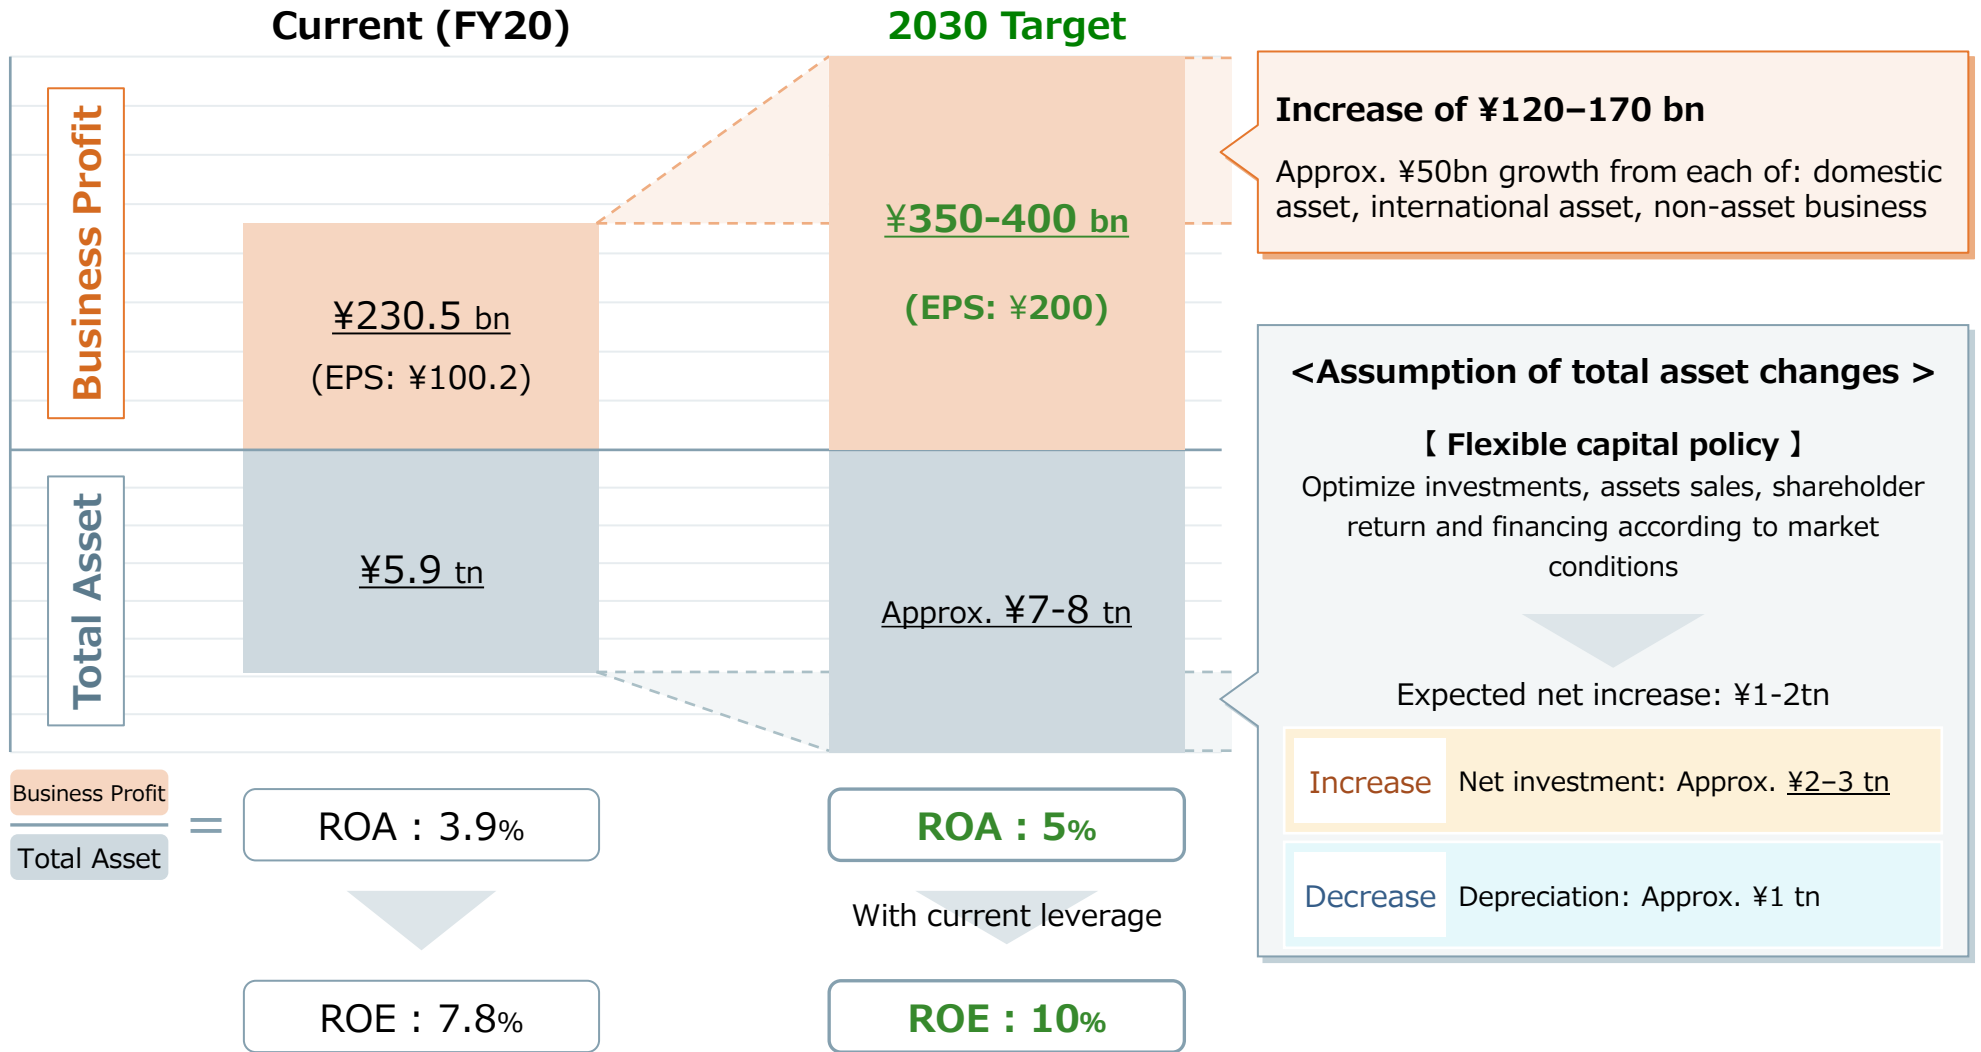 Current (FY20)
2030 Target
Business Profit
¥230.5 bn
(EPS: ¥100.2)
¥350-400 bn
(EPS: ¥200)
Increase of ¥120–170 bn
Approx. ¥50bn growth from each of: domestic
asset, international asset, non-asset business
Total Asset
¥5.9 tn
Approx. ¥7-8 tn
<Assumption of total asset changes >
【 Flexible capital policy 】
Optimize investments, assets sales, shareholder
return and financing according to market
conditions
Expected net increase: ¥1-2tn
Increase
Net investment: Approx. ¥2–3 tn
Decrease
Depreciation: Approx. ¥1 tn
Business Profit
Total Asset
=
ROA : 3.9%
ROA : 5%
With current leverage
ROE : 7.8%
ROE : 10%